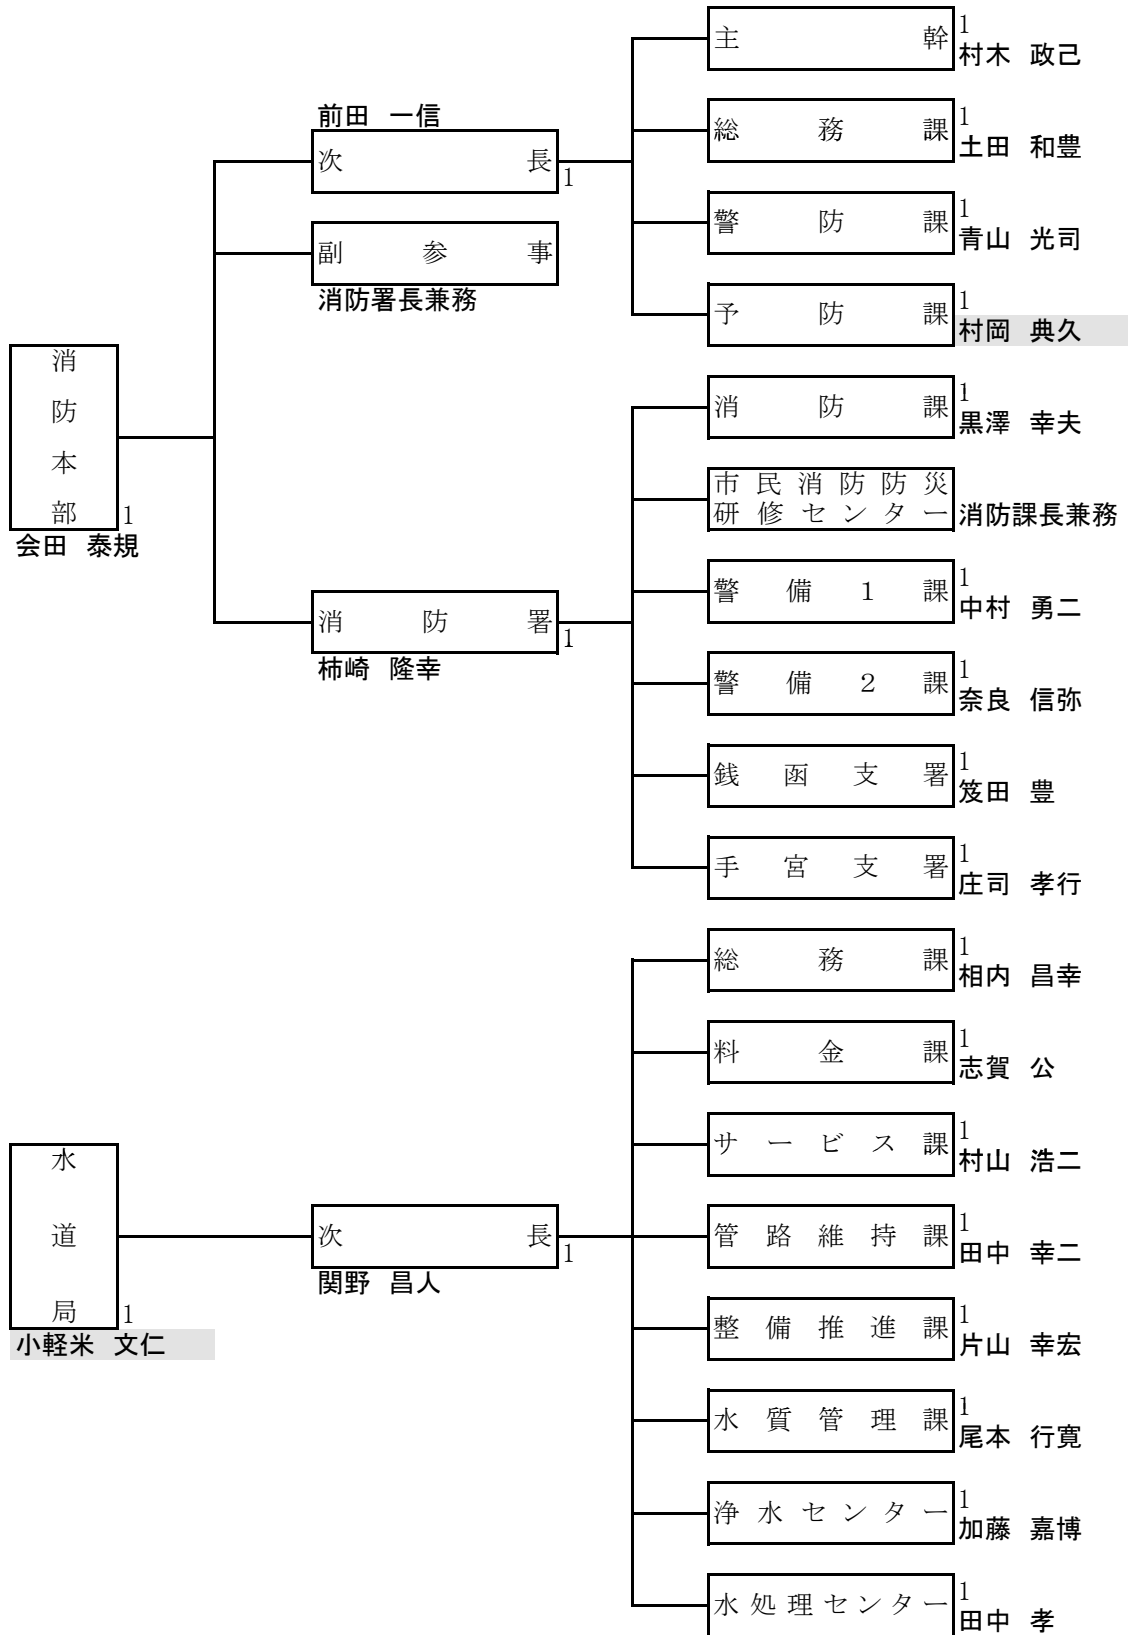 消防本部 1
会田 泰規
前田 一信
次長 1
副参事
消防署長兼務
消防署 1
柿崎 隆幸
主幹 1
村木 政己
総務課 1
土田 和豊
警防課 1
青山 光司
予防課 1
村岡 典久
消防課 1
黒澤 幸夫
市民消防防災
研修センター 消防課長兼務
警備1課 1
中村 勇二
警備2課 1
奈良 信弥
銭函支署 1
笈田 豊
手宮支署 1
庄司 孝行
水道局 1
小軽米 文仁
次長 1
関野 昌人
総務課 1
相内 昌幸
料金課 1
志賀 公
サービス課 1
村山 浩二
管路維持課 1
田中 幸二
整備推進課 1
片山 幸宏
水質管理課 1
尾本 行寛
浄水センター 1
加藤 嘉博
水処理センター 1
田中 孝